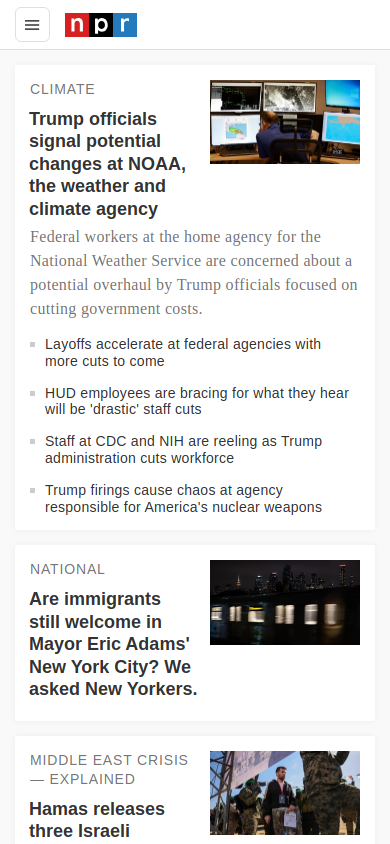 npr
CLIMATE
Trump officials
signal potential
changes at NOAA,
the weather and
climate agency
Federal workers at the home agency for the
National Weather Service are concerned about a
potential overhaul by Trump officials focused on
cutting government costs.
Layoffs accelerate at federal agencies with
more cuts to come
HUD employees are bracing for what they hear
will be 'drastic' staff cuts
Staff at CDC and NIH are reeling as Trump
administration cuts workforce
Trump firings cause chaos at agency
responsible for America's nuclear weapons
NATIONAL
Are immigrants
still welcome in
Mayor Eric Adams'
New York City? We
asked New Yorkers.
MIDDLE EAST CRISIS
— EXPLAINED
Hamas releases
three Israeli